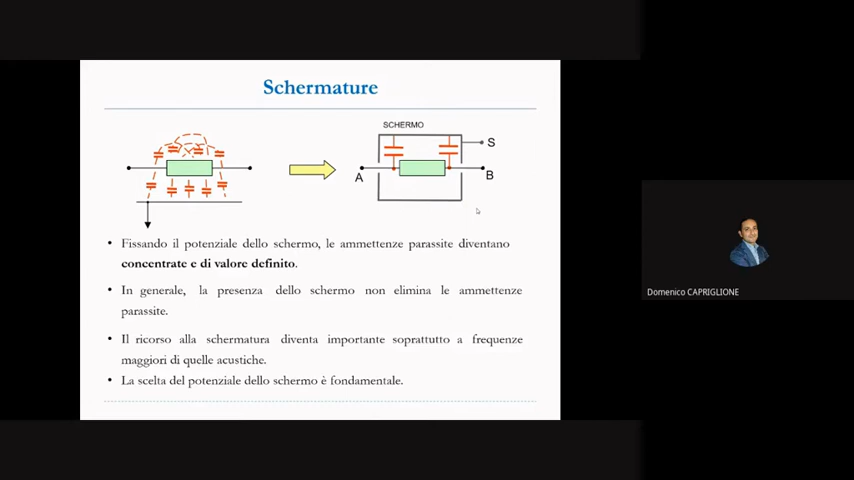 Schermature
SCHERMO
S
A
B
• Fissando il potenziale dello schermo, le ammettenze parassite diventano
concentrate e di valore definito.
• In generale, la presenza dello schermo non elimina le ammettenze
parassite.
• Il ricorso alla schermatura diventa importante soprattutto a frequenze
maggiori di quelle acustiche.
• La scelta del potenziale dello schermo è fondamentale.
Domenico CAPRIGLIONE